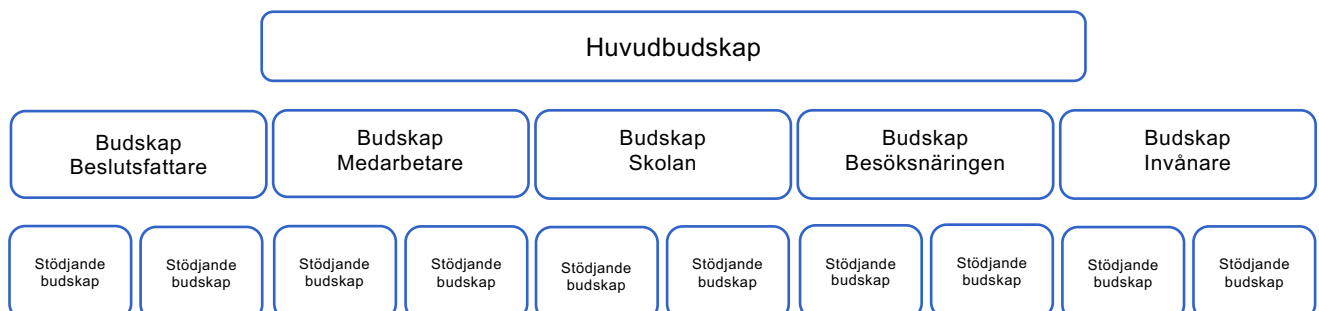 Huvudbudskap
Budskap
Beslutsfattare
Budskap
Medarbetare
Budskap
Skolan
Budskap
Besöksnäringen
Budskap
Invånare
Stödjande
budskap
Stödjande
budskap
Stödjande
budskap
Stödjande
budskap
Stödjande
budskap
Stödjande
budskap
Stödjande
budskap
Stödjande
budskap
Stödjande
budskap
Stödjande
budskap